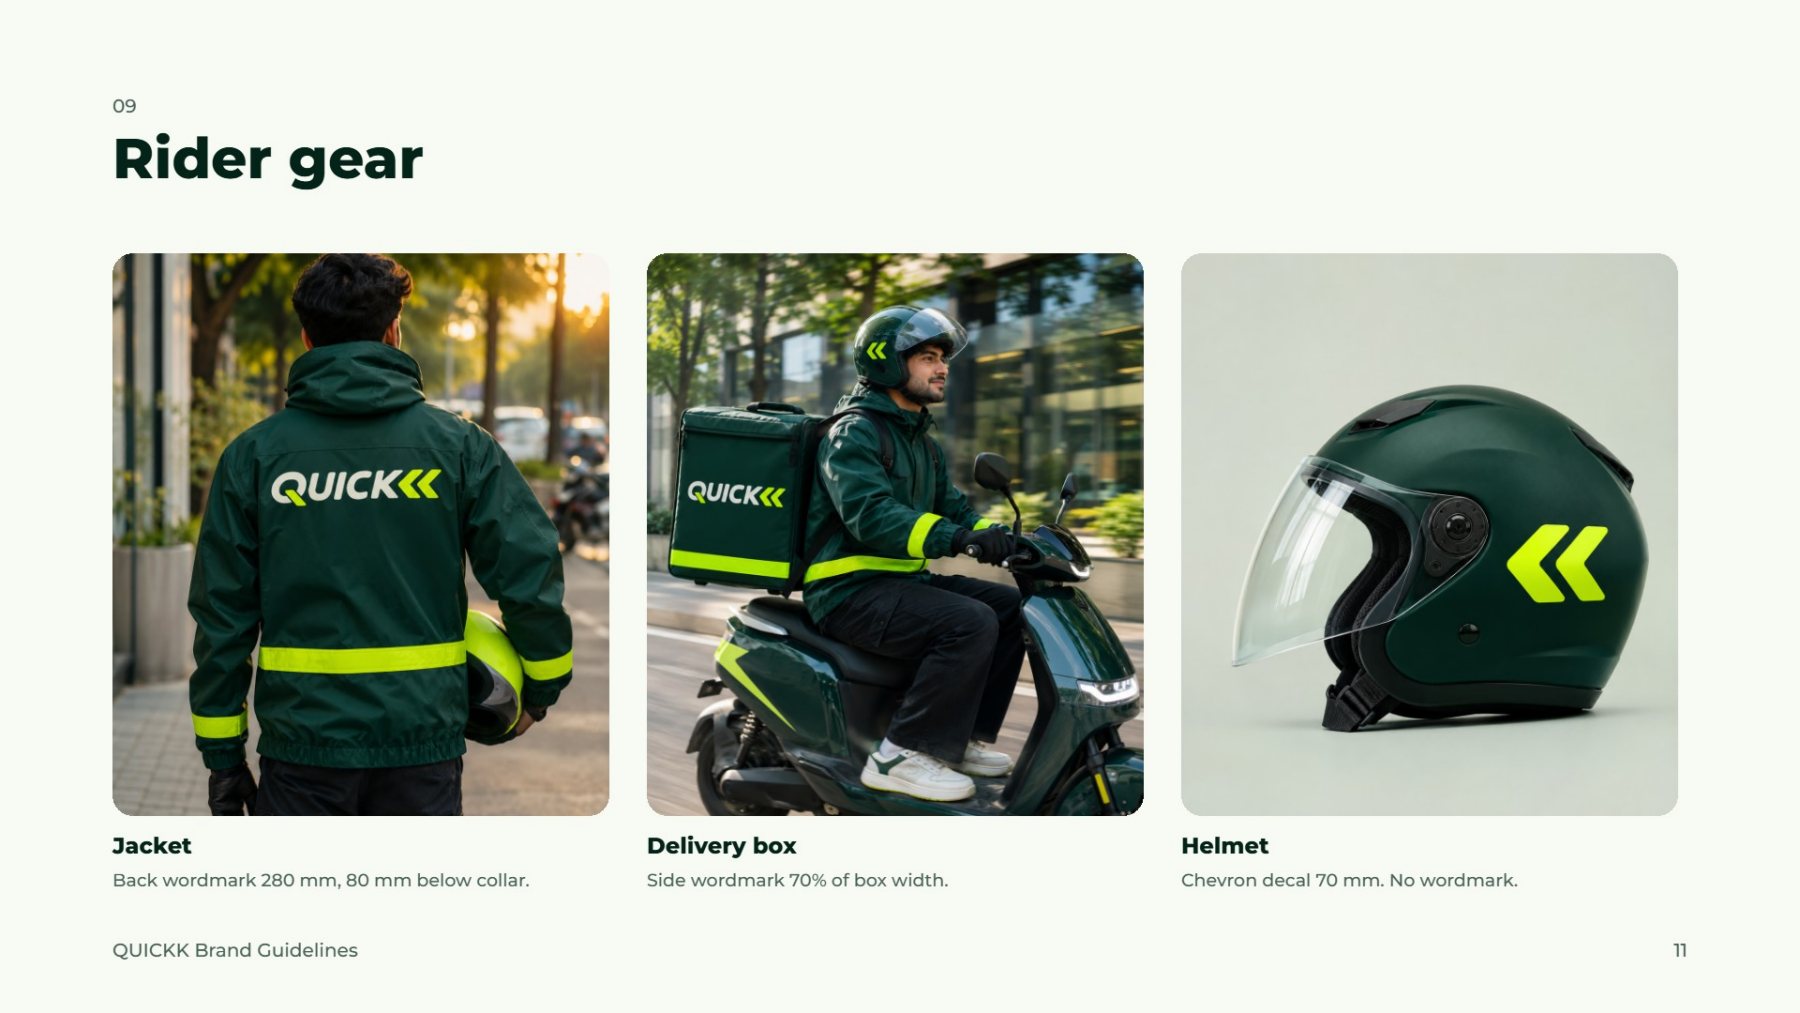 09
Rider gear
QUICK
QUICK
Jacket
Back wordmark 280 mm, 80 mm below collar.
Delivery box
Side wordmark 70% of box width.
Helmet
Chevron decal 70 mm. No wordmark.
QUICKK Brand Guidelines
11